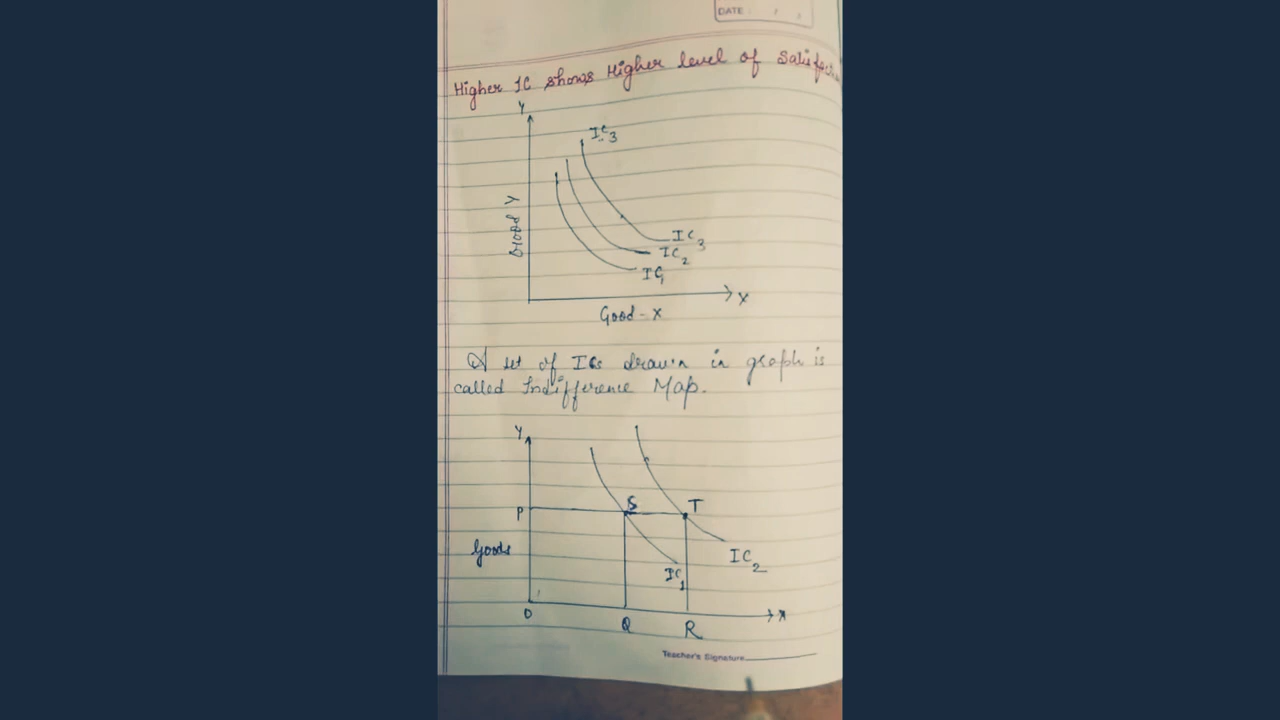 DATE : / /
Higher IC shows Higher level of Satisfac
Y
IC3
Good Y
IC3
IC2
IC1
X
Good - X
A set of ICs drawn in graph is
called Indifference Map.
Y
P
S
T
Goods
IC2
IC1
O
Q
R
X
Teacher's Signature